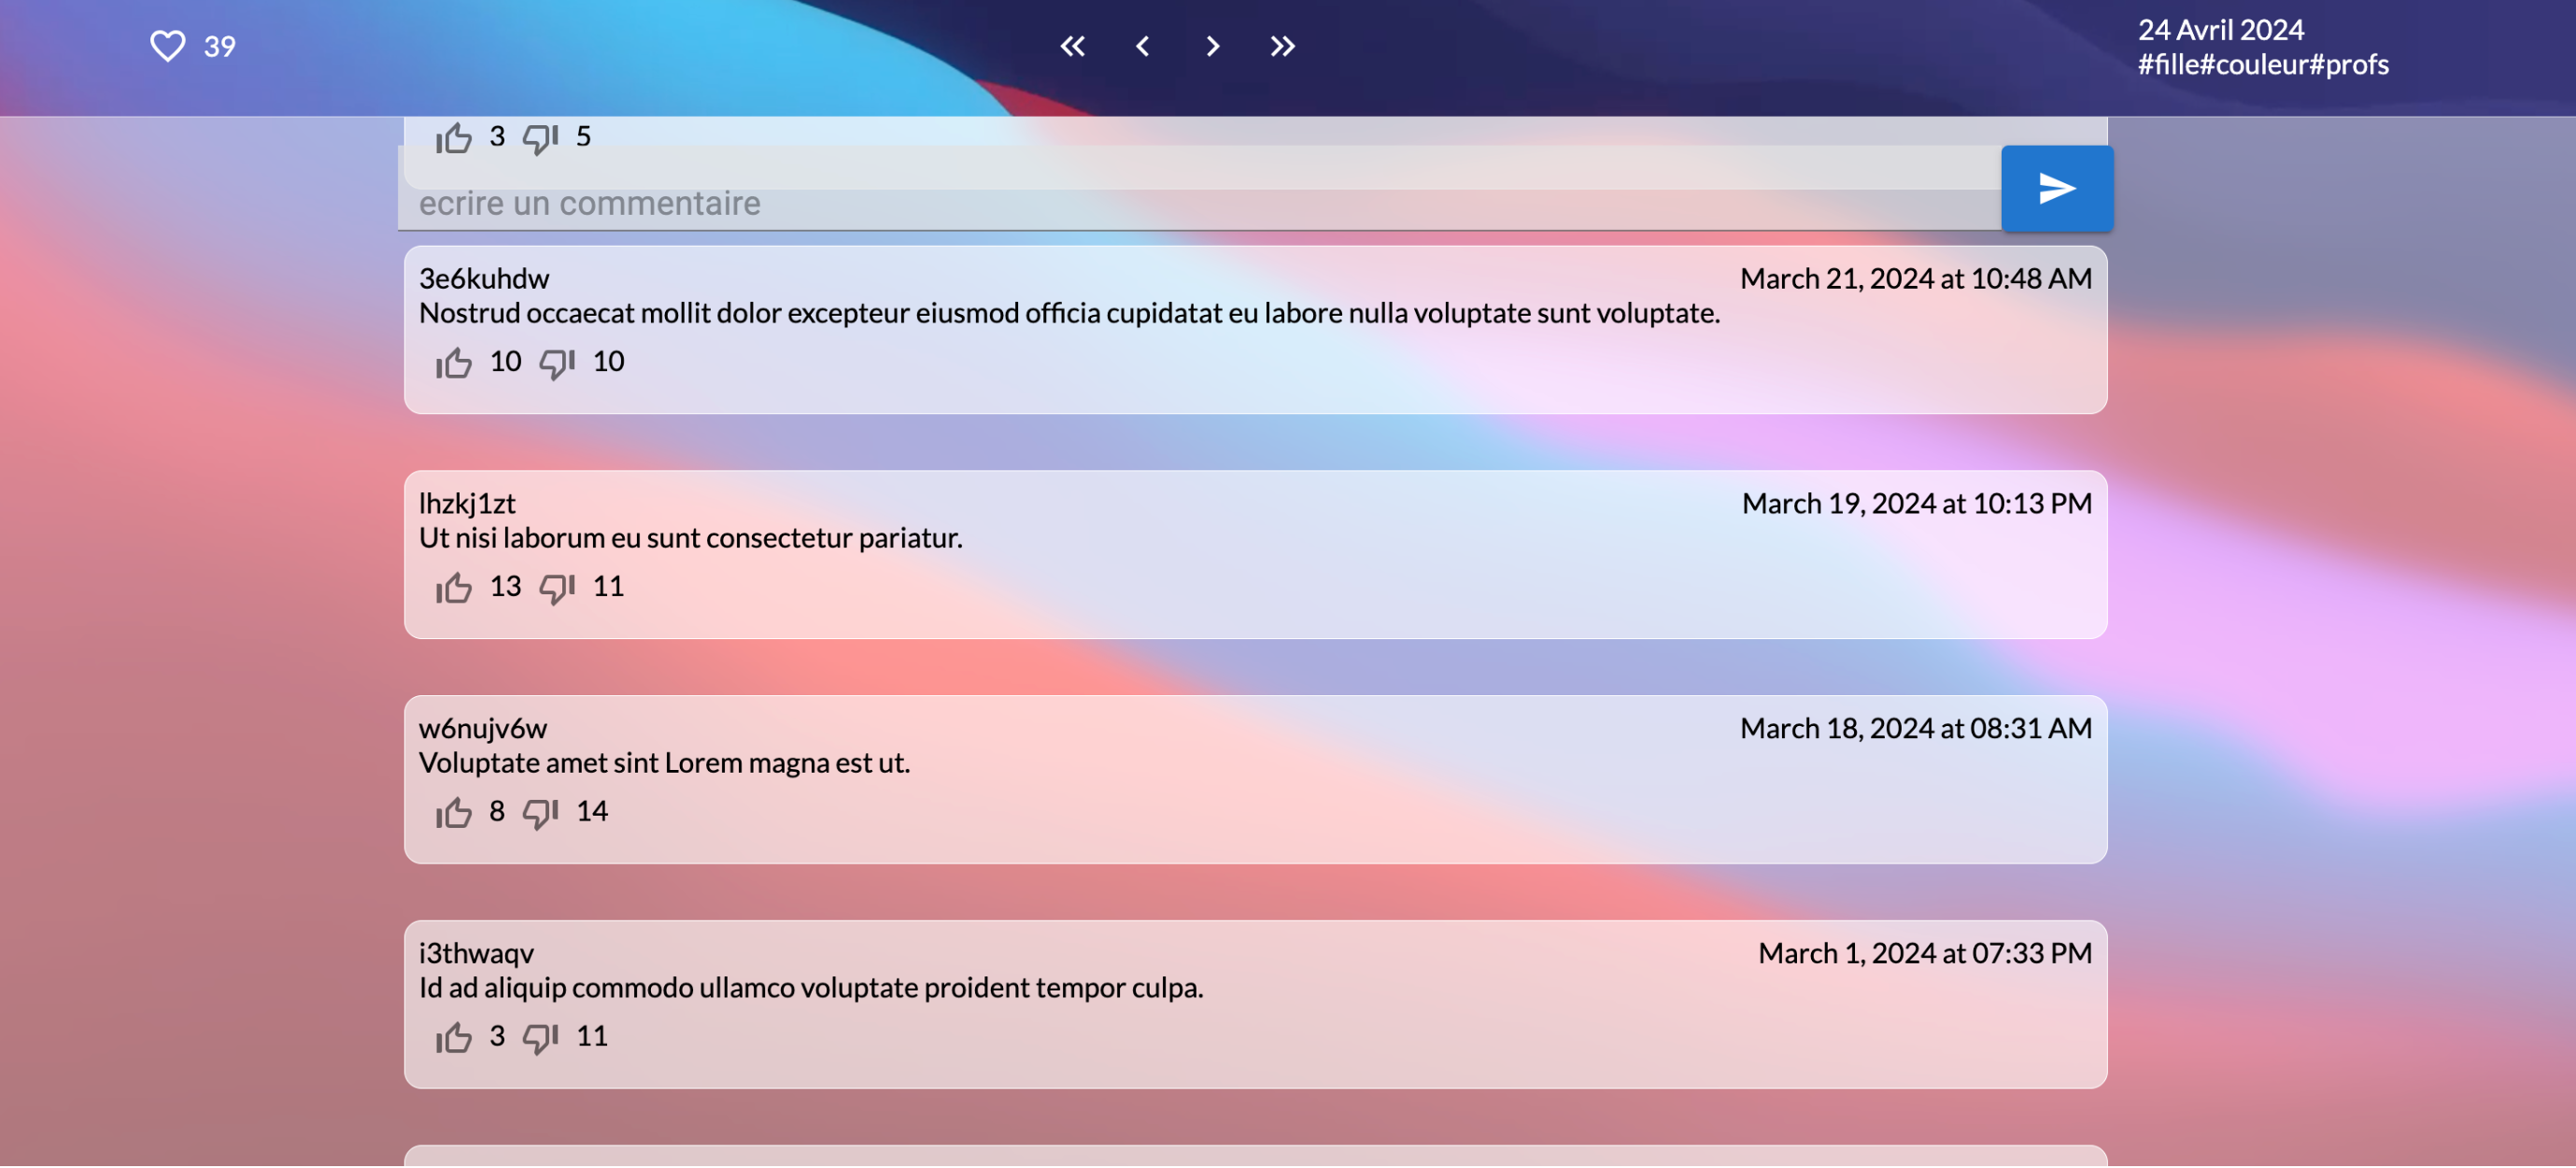 39
24 Avril 2024
#fille#couleur#profs
3 5
ecrire un commentaire
3e6kuhdw March 21, 2024 at 10:48 AM
Nostrud occaecat mollit dolor excepteur eiusmod officia cupidatat eu labore nulla voluptate sunt voluptate.
10 10
lhzkj1zt March 19, 2024 at 10:13 PM
Ut nisi laborum eu sunt consectetur pariatur.
13 11
w6nujv6w March 18, 2024 at 08:31 AM
Voluptate amet sint Lorem magna est ut.
8 14
i3thwaqv March 1, 2024 at 07:33 PM
Id ad aliquip commodo ullamco voluptate proident tempor culpa.
3 11